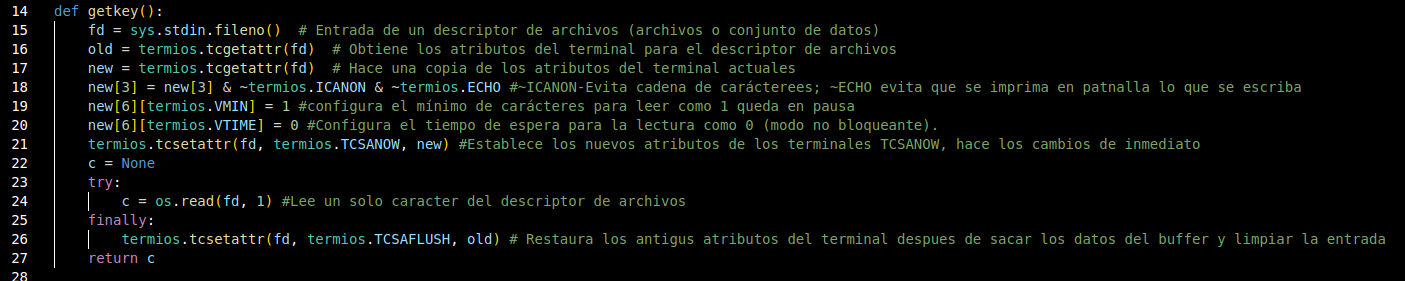 14 def getkey():
15     fd = sys.stdin.fileno()  # Entrada de un descriptor de archivos (archivos o conjunto de datos)
16     old = termios.tcgetattr(fd)  # Obtiene los atributos del terminal para el descriptor de archivos
17     new = termios.tcgetattr(fd)  # Hace una copia de los atributos del terminal actuales
18     new[3] = new[3] & ~termios.ICANON & ~termios.ECHO #~ICANON-Evita cadena de carácterees; ~ECHO evita que se imprima en patnalla lo que se escriba
19     new[6][termios.VMIN] = 1 #configura el mínimo de carácteres para leer como 1 queda en pausa
20     new[6][termios.VTIME] = 0 #Configura el tiempo de espera para la lectura como 0 (modo no bloqueante).
21     termios.tcsetattr(fd, termios.TCSANOW, new) #Establece los nuevos atributos de los terminales TCSANOW, hace los cambios de inmediato
22     c = None
23     try:
24         c = os.read(fd, 1) #Lee un solo caracter del descriptor de archivos
25     finally:
26         termios.tcsetattr(fd, termios.TCSAFLUSH, old) # Restaura los antigus atributos del terminal despues de sacar los datos del buffer y limpiar la entrada
27     return c
28